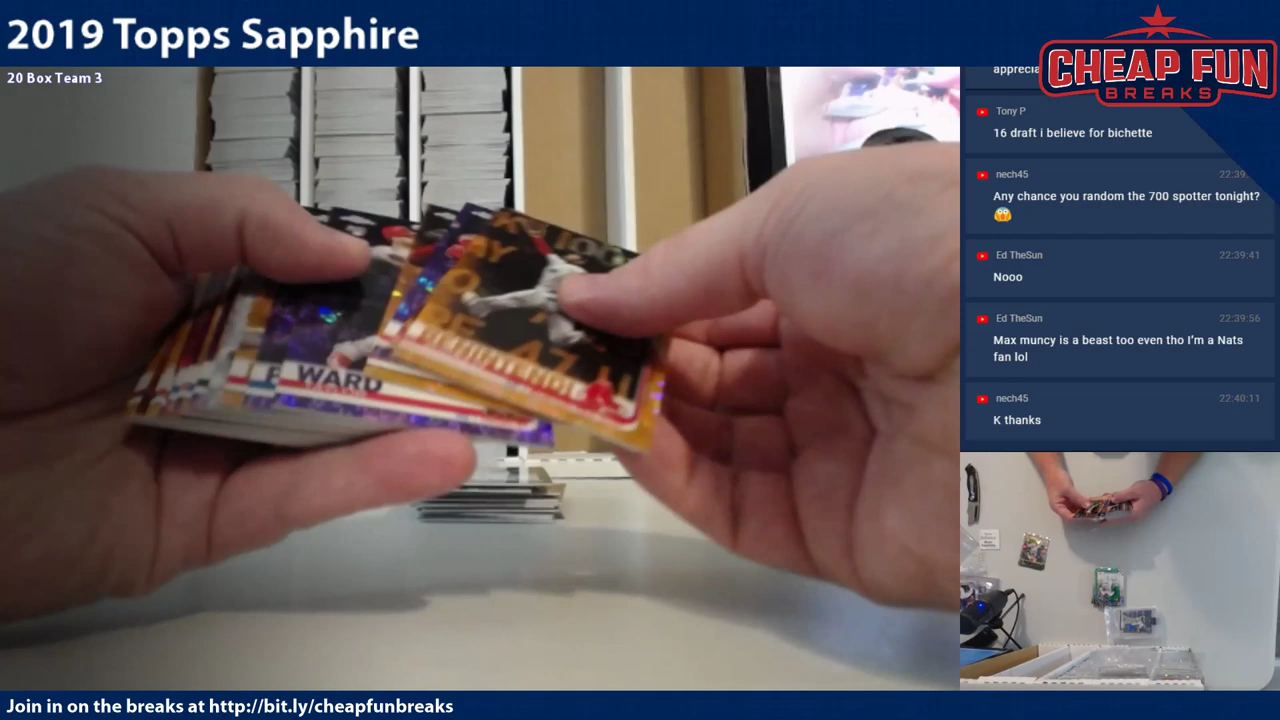 2019 Topps Sapphire
20 Box Team 3
CHEAP FUN
BREAKS
apprecia
Tony P
16 draft i believe for bichette
nech45
22:39
Any chance you random the 700 spotter tonight?
Ed TheSun
22:39:41
Nooo
Ed TheSun
22:39:56
Max muncy is a beast too even tho I'm a Nats
fan lol
nech45
22:40:11
K thanks
WARD
Join in on the breaks at http://bit.ly/cheapfunbreaks